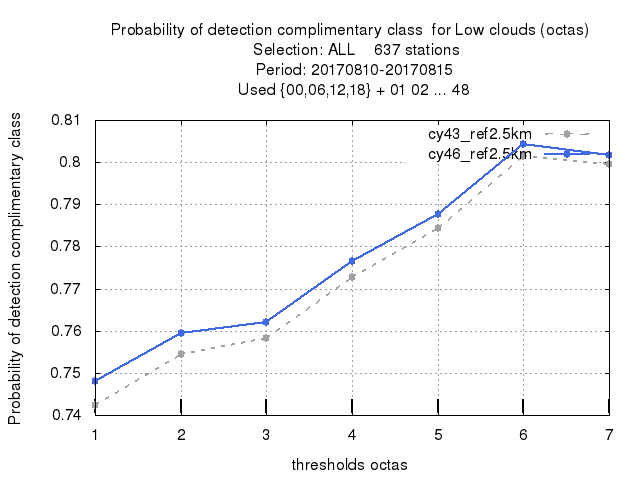 Probability of detection complimentary class  for Low clouds (octas)
Selection: ALL    637 stations
Period: 20170810-20170815
Used {00,06,12,18} + 01 02 ... 48
Probability of detection complimentary class
0.81
0.8
0.79
0.78
0.77
0.76
0.75
0.74
cy43_ref2.5km
cy46_ref2.5km
1 2 3 4 5 6 7
thresholds octas